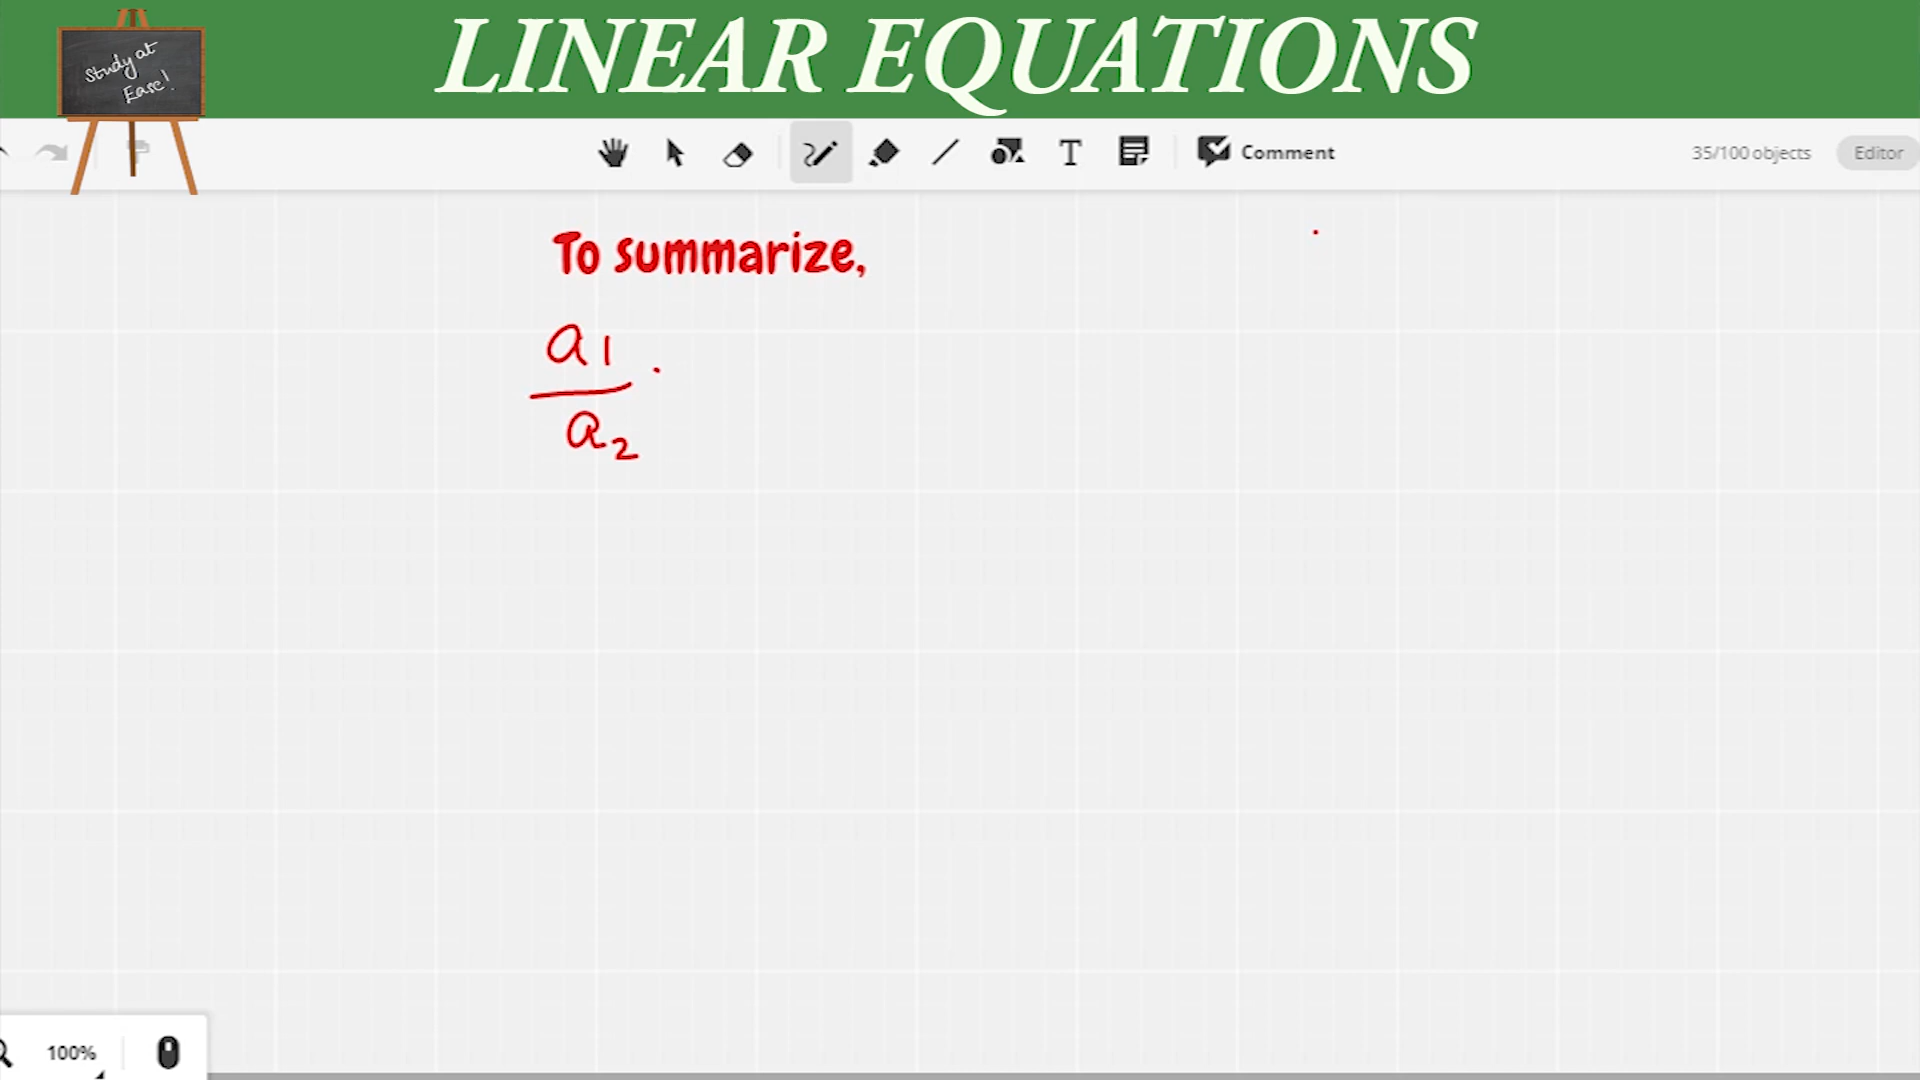 LINEAR EQUATIONS
Study at
Ease!
Comment
35/100 objects
Editor
To summarize,
a1
a2
100%